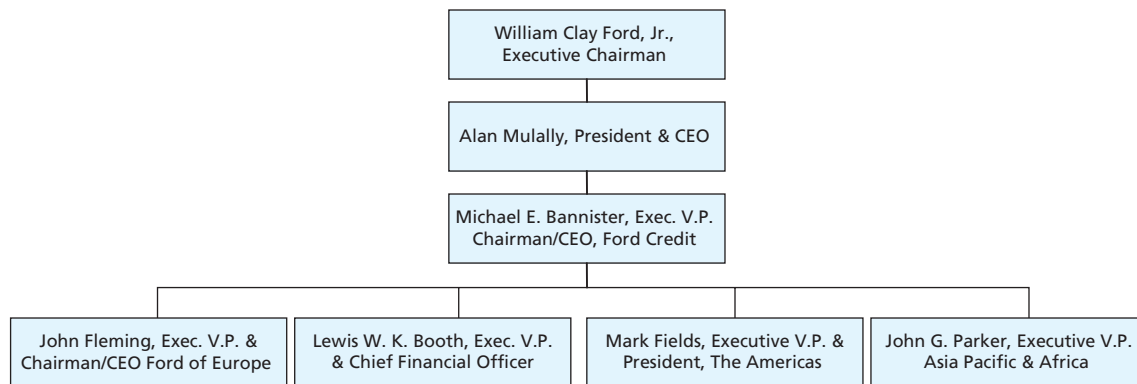 William Clay Ford, Jr.,
Executive Chairman
Alan Mulally, President & CEO
Michael E. Bannister, Exec. V.P.
Chairman/CEO, Ford Credit
John Fleming, Exec. V.P. &
Chairman/CEO Ford of Europe
Lewis W. K. Booth, Exec. V.P.
& Chief Financial Officer
Mark Fields, Executive V.P. &
President, The Americas
John G. Parker, Executive V.P.
Asia Pacific & Africa